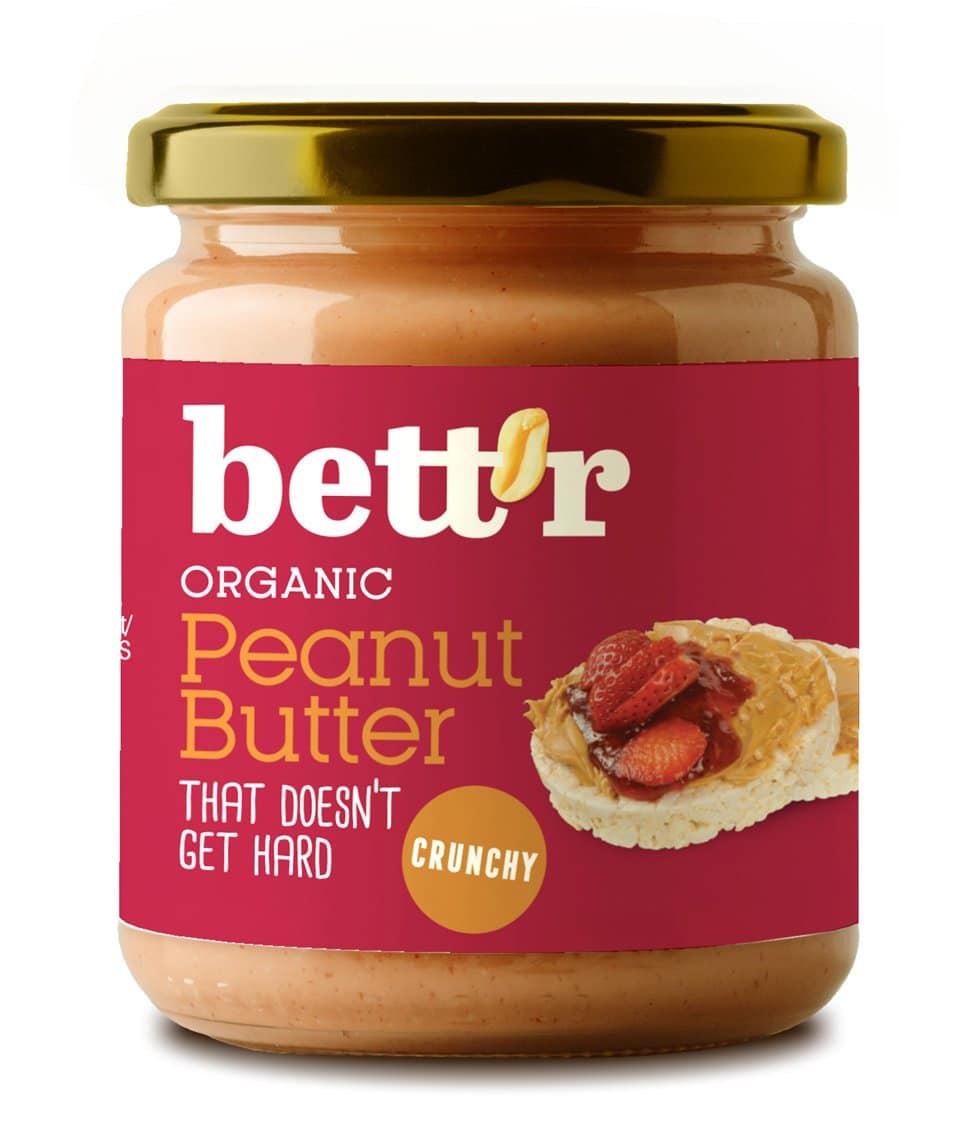 bett'r
ORGANIC
Peanut
Butter
THAT DOESN'T
GET HARD
CRUNCHY